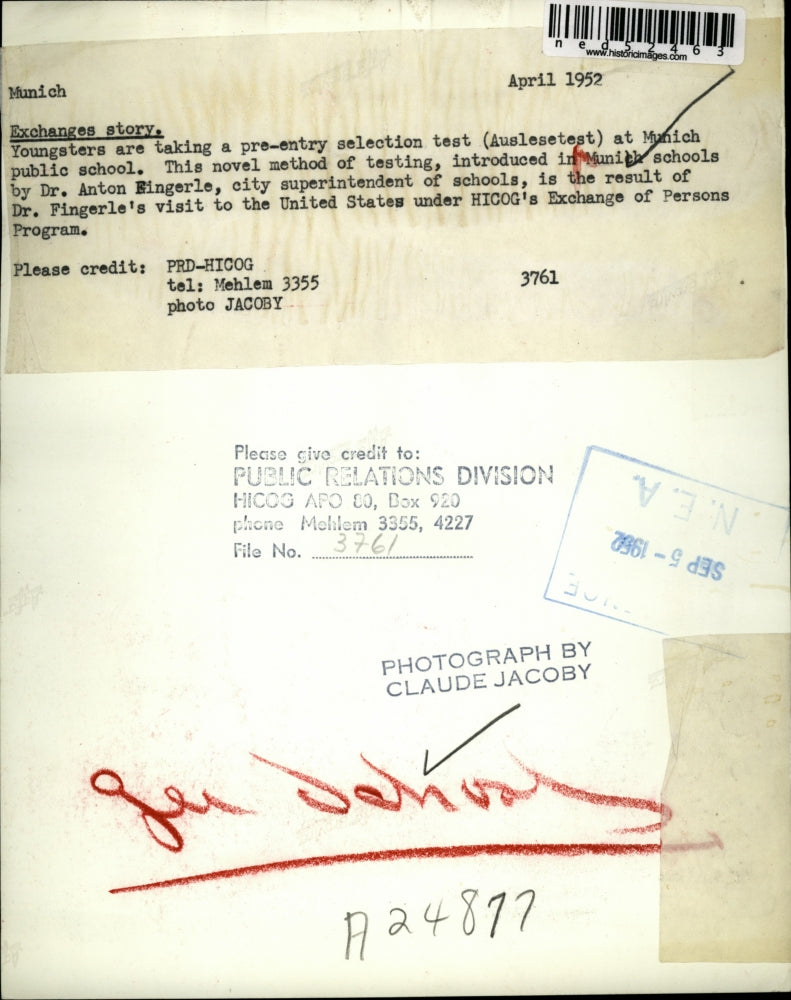 ned52463
www.historicimages.com
Munich
April 1952
Exchanges story.
Youngsters are taking a pre-entry selection test (Auslesetest) at Munich
public school. This novel method of testing, introduced in Munich schools
by Dr. Anton Fingerle, city superintendent of schools, is the result of
Dr. Fingerle's visit to the United States under HICOG's Exchange of Persons
Program.
Please credit: PRD-HICOG
tel: Mehlem 3355
photo JACOBY
3761
Please give credit to:
PUBLIC RELATIONS DIVISION
HICOG APO 80, Box 920
phone Mehlem 3355, 4227
File No. 3761
N.E.A.
SEP 5 - 1952
PHOTOGRAPH BY
CLAUDE JACOBY
Ger Schools
A24877